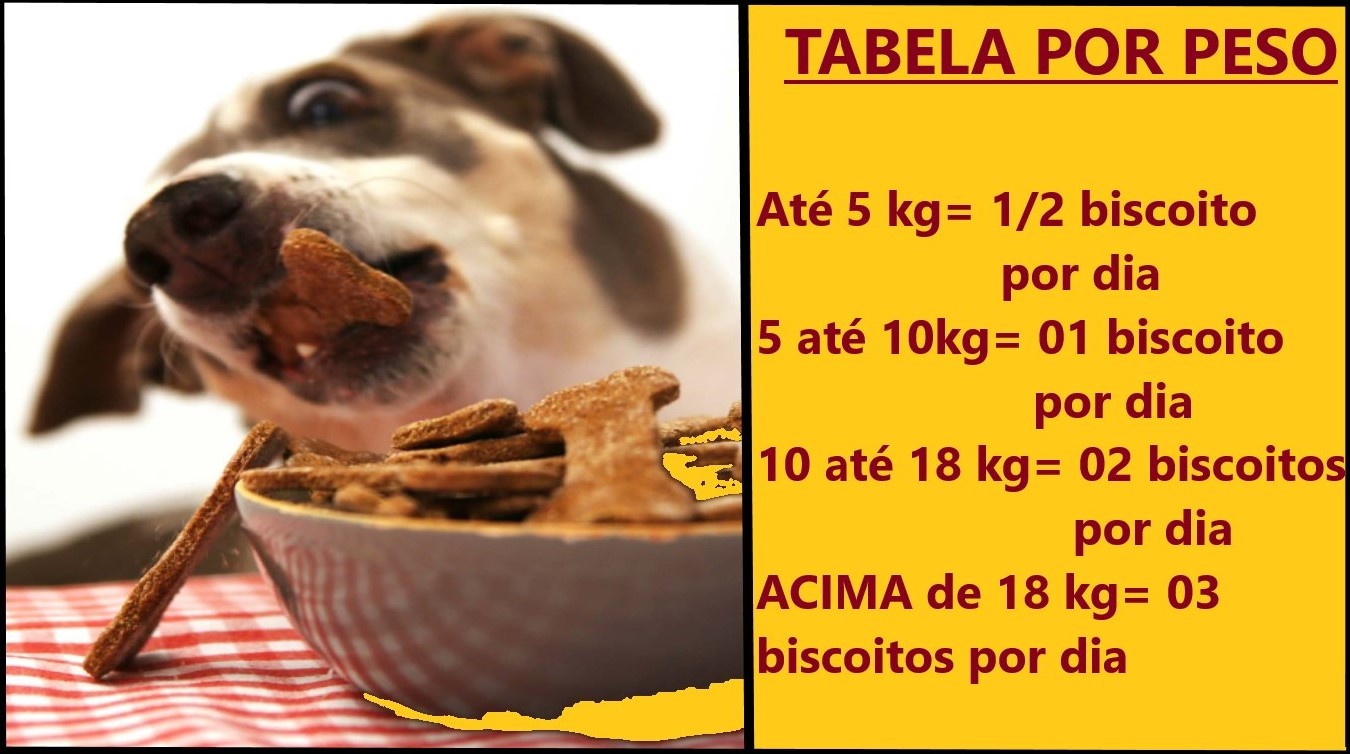 TABELA POR PESO
Até 5 kg= 1/2 biscoito
por dia
5 até 10kg= 01 biscoito
por dia
10 até 18 kg= 02 biscoitos
por dia
ACIMA de 18 kg= 03
biscoitos por dia